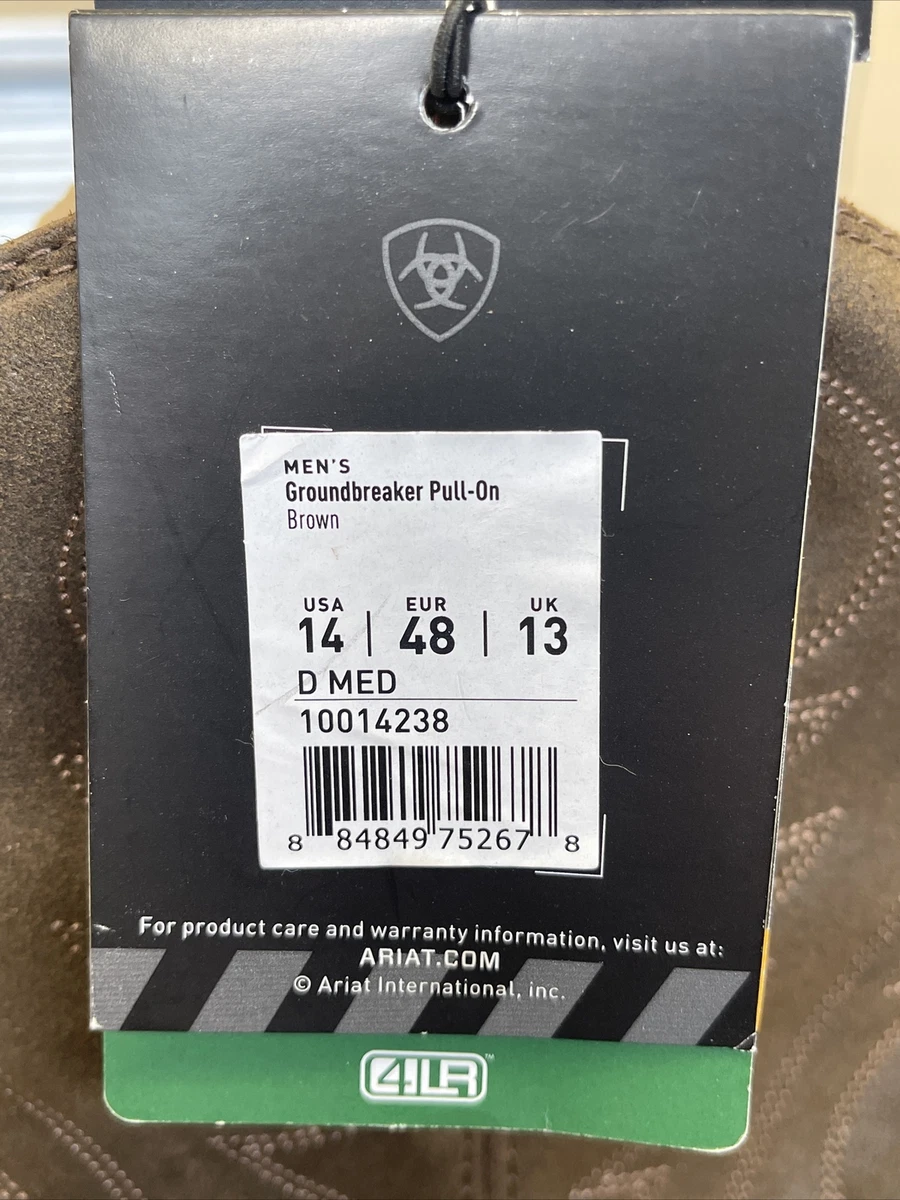 MEN'S
Groundbreaker Pull-On
Brown
USA | EUR | UK
14 | 48 | 13
D MED
10014238
8 84849 75267 8
For product care and warranty information, visit us at:
ARIAT.COM
© Ariat International, inc.
4LR™